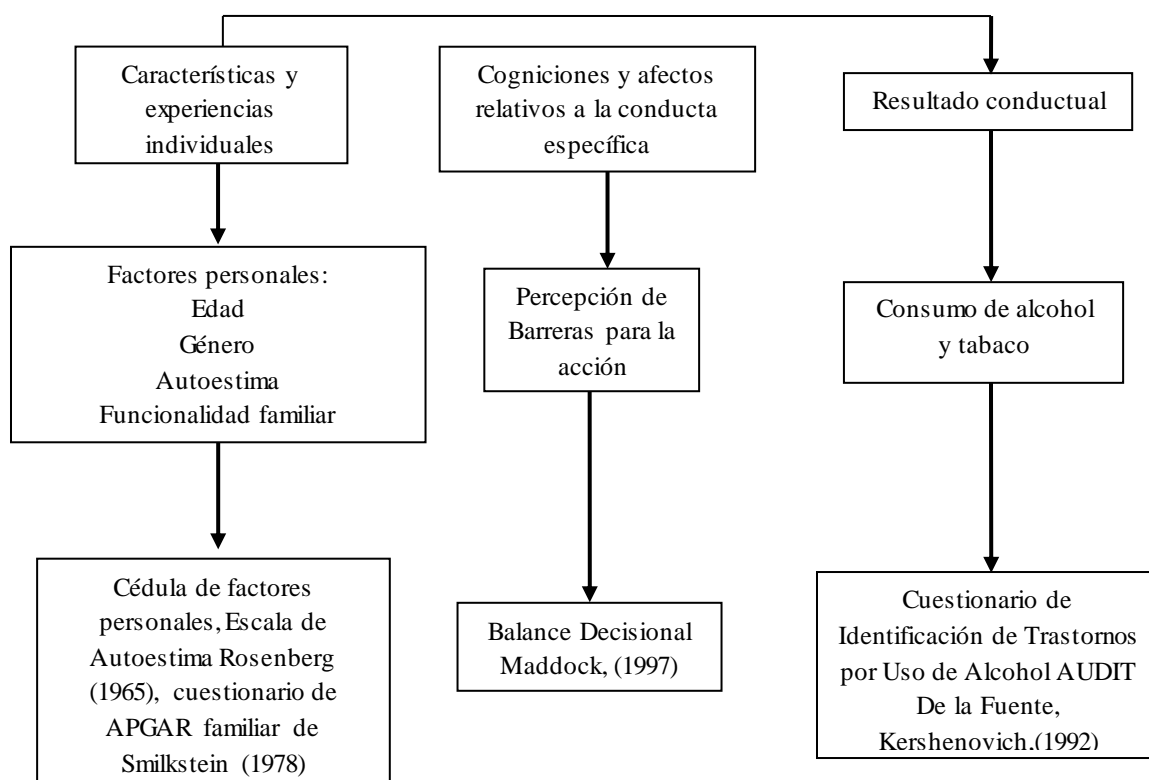 Características y
experiencias
individuales
Cogniciones y afectos
relativos a la conducta
específica
Resultado conductual
Factores personales:
Edad
Género
Autoestima
Funcionalidad familiar
Percepción de
Barreras para la
acción
Consumo de alcohol
y tabaco
Cédula de factores
personales, Escala de
Autoestima Rosenberg
(1965), cuestionario de
APGAR familiar de
Smilkstein (1978)
Balance Decisional
Maddock, (1997)
Cuestionario de
Identificación de Trastornos
por Uso de Alcohol AUDIT
De la Fuente,
Kershenovich,(1992)